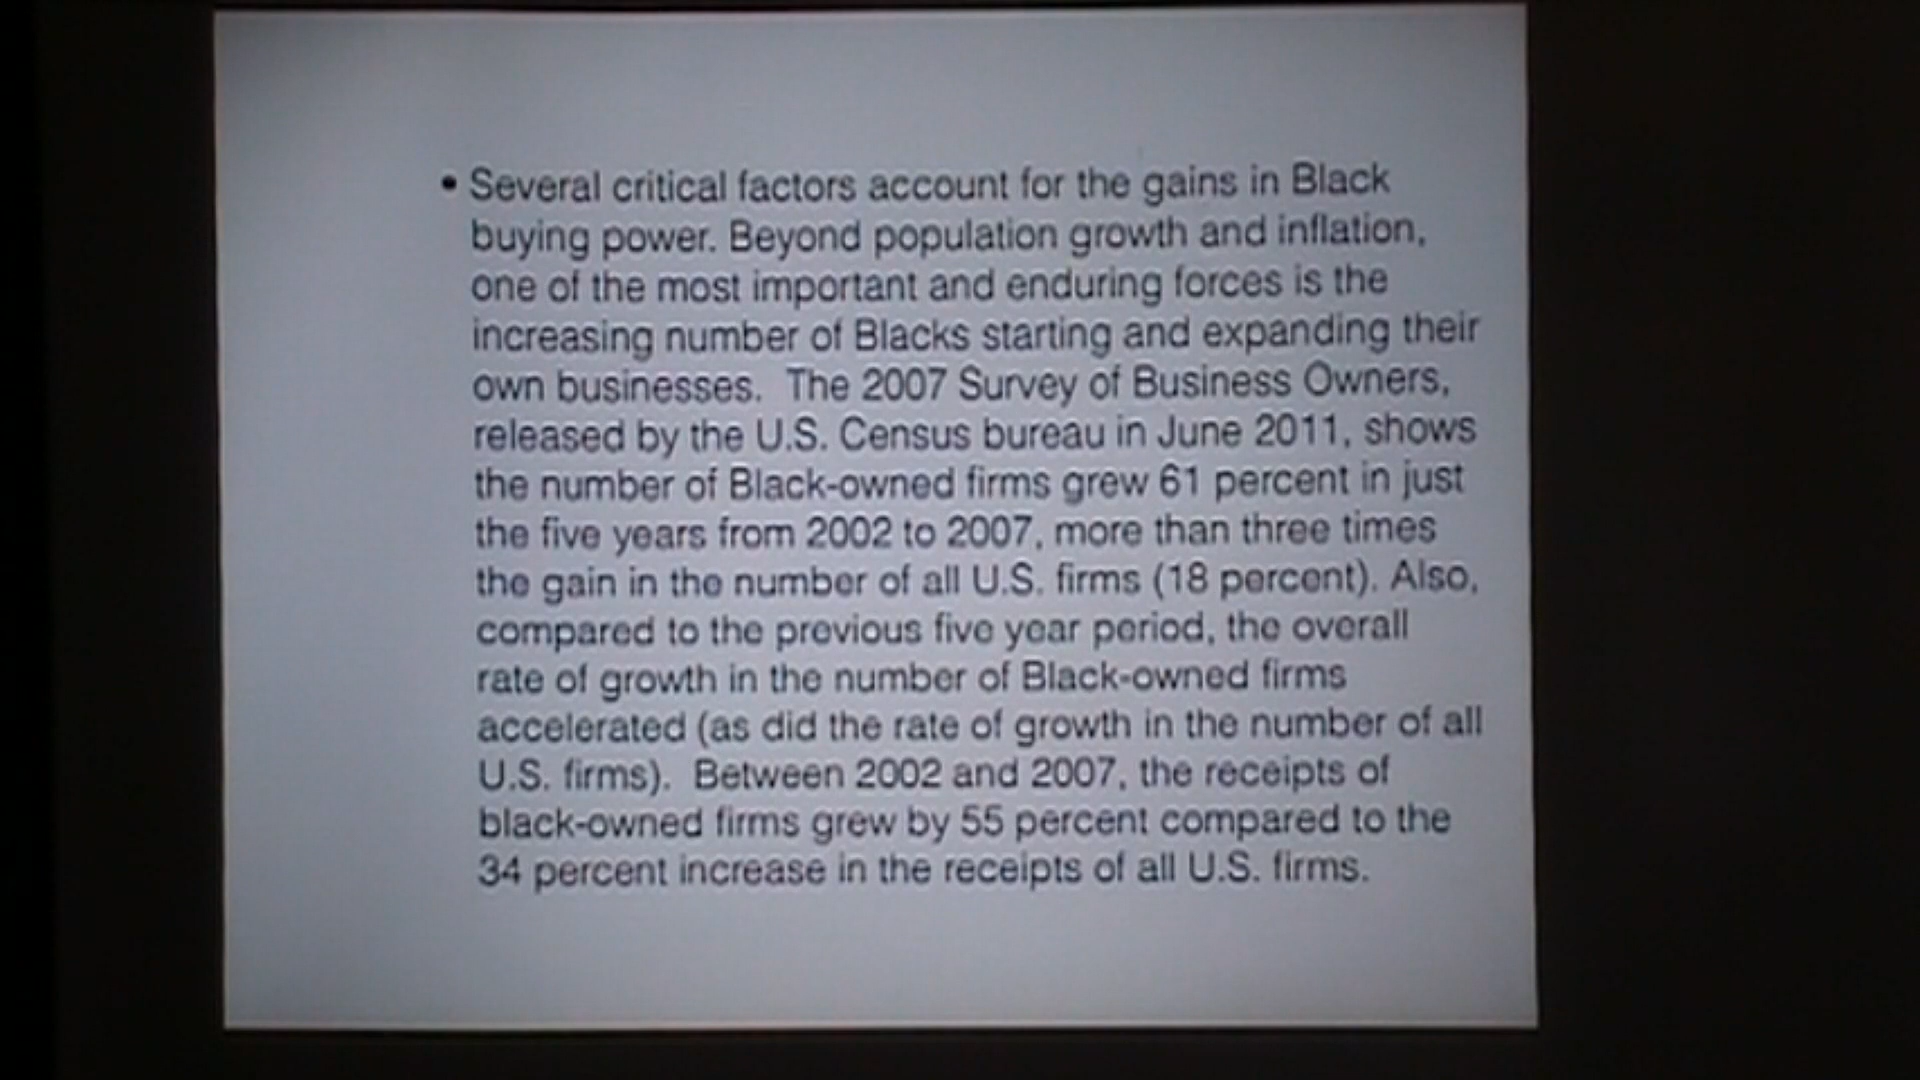 • Several critical factors account for the gains in Black
buying power. Beyond population growth and inflation,
one of the most important and enduring forces is the
increasing number of Blacks starting and expanding their
own businesses.  The 2007 Survey of Business Owners,
released by the U.S. Census bureau in June 2011, shows
the number of Black-owned firms grew 61 percent in just
the five years from 2002 to 2007, more than three times
the gain in the number of all U.S. firms (18 percent). Also,
compared to the previous five year period, the overall
rate of growth in the number of Black-owned firms
accelerated (as did the rate of growth in the number of all
U.S. firms).  Between 2002 and 2007, the receipts of
black-owned firms grew by 55 percent compared to the
34 percent increase in the receipts of all U.S. firms.